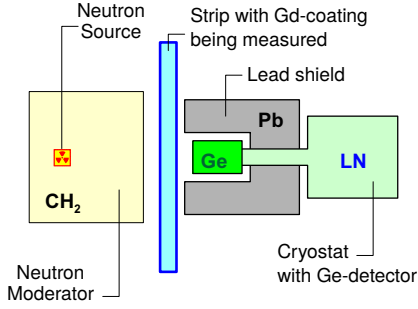 Neutron
Source
Strip with Gd-coating
being measured
Lead shield
Pb
Ge
LN
CH₂
Neutron
Moderator
Cryostat
with Ge-detector